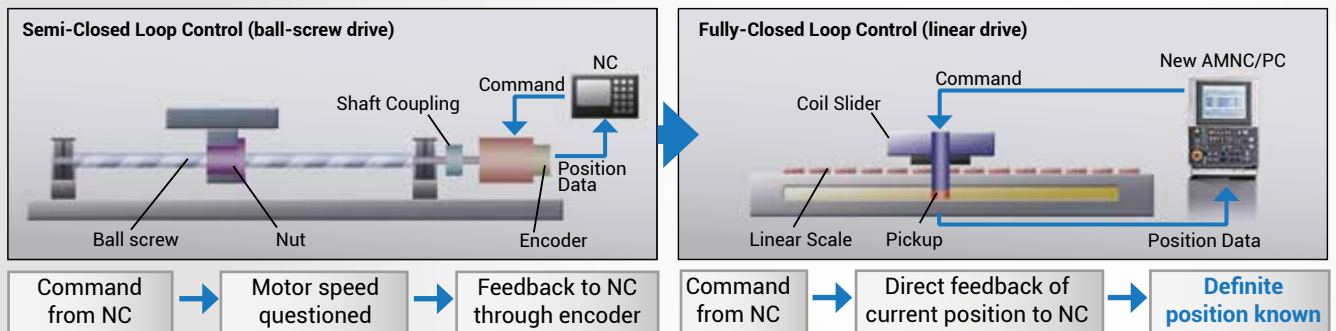 Semi-Closed Loop Control (ball-screw drive)
NC
Command
Shaft Coupling
Position
Data
Ball screw
Nut
Encoder
Command
from NC
Motor speed
questioned
Feedback to NC
through encoder
Fully-Closed Loop Control (linear drive)
New AMNC/PC
Command
Coil Slider
Linear Scale
Pickup
Position Data
Command
from NC
Direct feedback of
current position to NC
Definite
position known